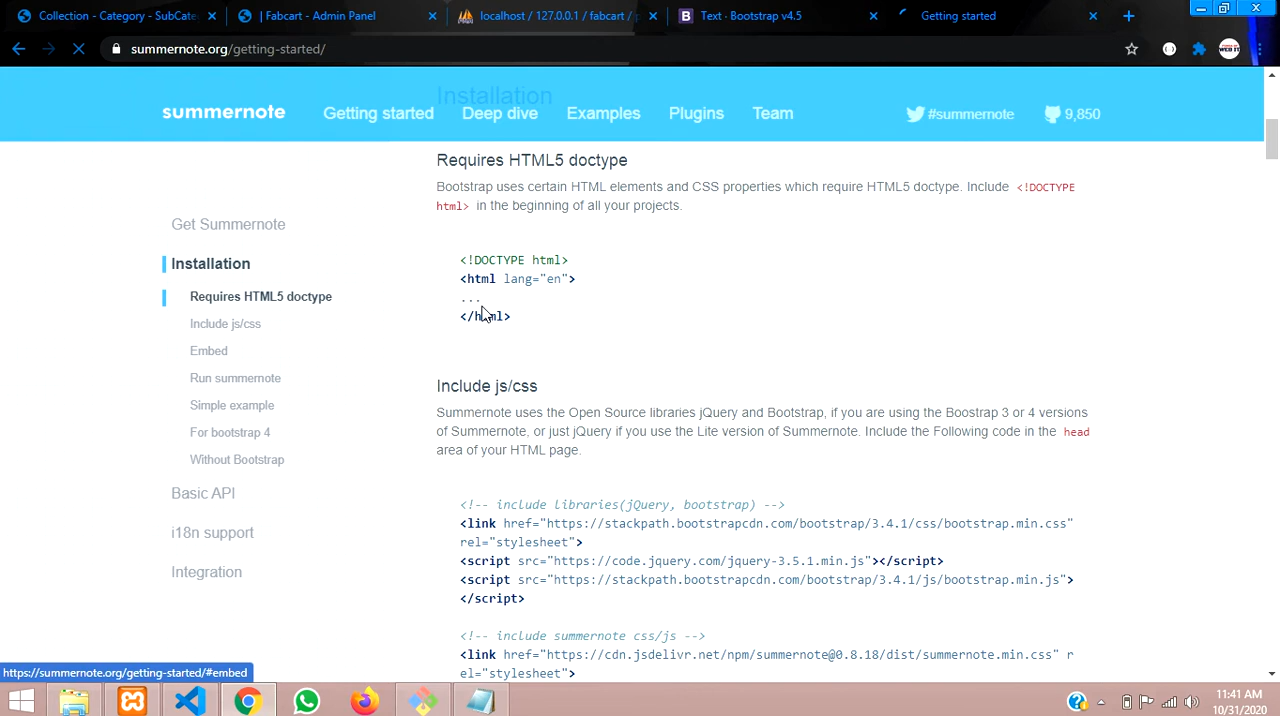 Collection - Category - SubCate
| Fabcart - Admin Panel
localhost / 127.0.0.1 / fabcart /
Text · Bootstrap v4.5
Getting started
summernote.org/getting-started/
Installation
summernote
Getting started
Deep dive
Examples
Plugins
Team
#summernote
9,850
Get Summernote
Installation
Requires HTML5 doctype
Include js/css
Embed
Run summernote
Simple example
For bootstrap 4
Without Bootstrap
Basic API
i18n support
Integration
Requires HTML5 doctype
Bootstrap uses certain HTML elements and CSS properties which require HTML5 doctype. Include <!DOCTYPE
html> in the beginning of all your projects.
<!DOCTYPE html>
<html lang="en">
...
</html>
Include js/css
Summernote uses the Open Source libraries jQuery and Bootstrap, if you are using the Boostrap 3 or 4 versions
of Summernote, or just jQuery if you use the Lite version of Summernote. Include the Following code in the head
area of your HTML page.
<!-- include libraries(jQuery, bootstrap) -->
<link href="https://stackpath.bootstrapcdn.com/bootstrap/3.4.1/css/bootstrap.min.css"
rel="stylesheet">
<script src="https://code.jquery.com/jquery-3.5.1.min.js"></script>
<script src="https://stackpath.bootstrapcdn.com/bootstrap/3.4.1/js/bootstrap.min.js">
</script>
<!-- include summernote css/js -->
<link href="https://cdn.jsdelivr.net/npm/summernote@0.8.18/dist/summernote.min.css" r
el="stylesheet">
https://summernote.org/getting-started/#embed
11:41 AM
10/31/2020